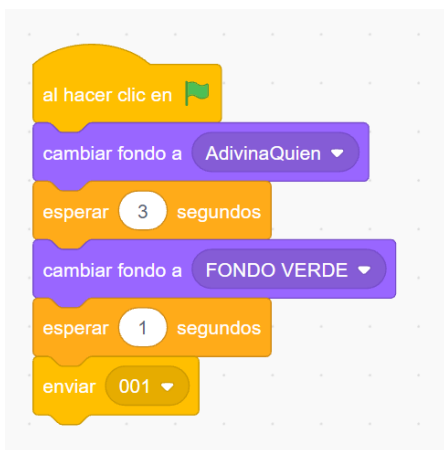 al hacer clic en
cambiar fondo a AdivinaQuien
esperar 3 segundos
cambiar fondo a FONDO VERDE
esperar 1 segundos
enviar 001